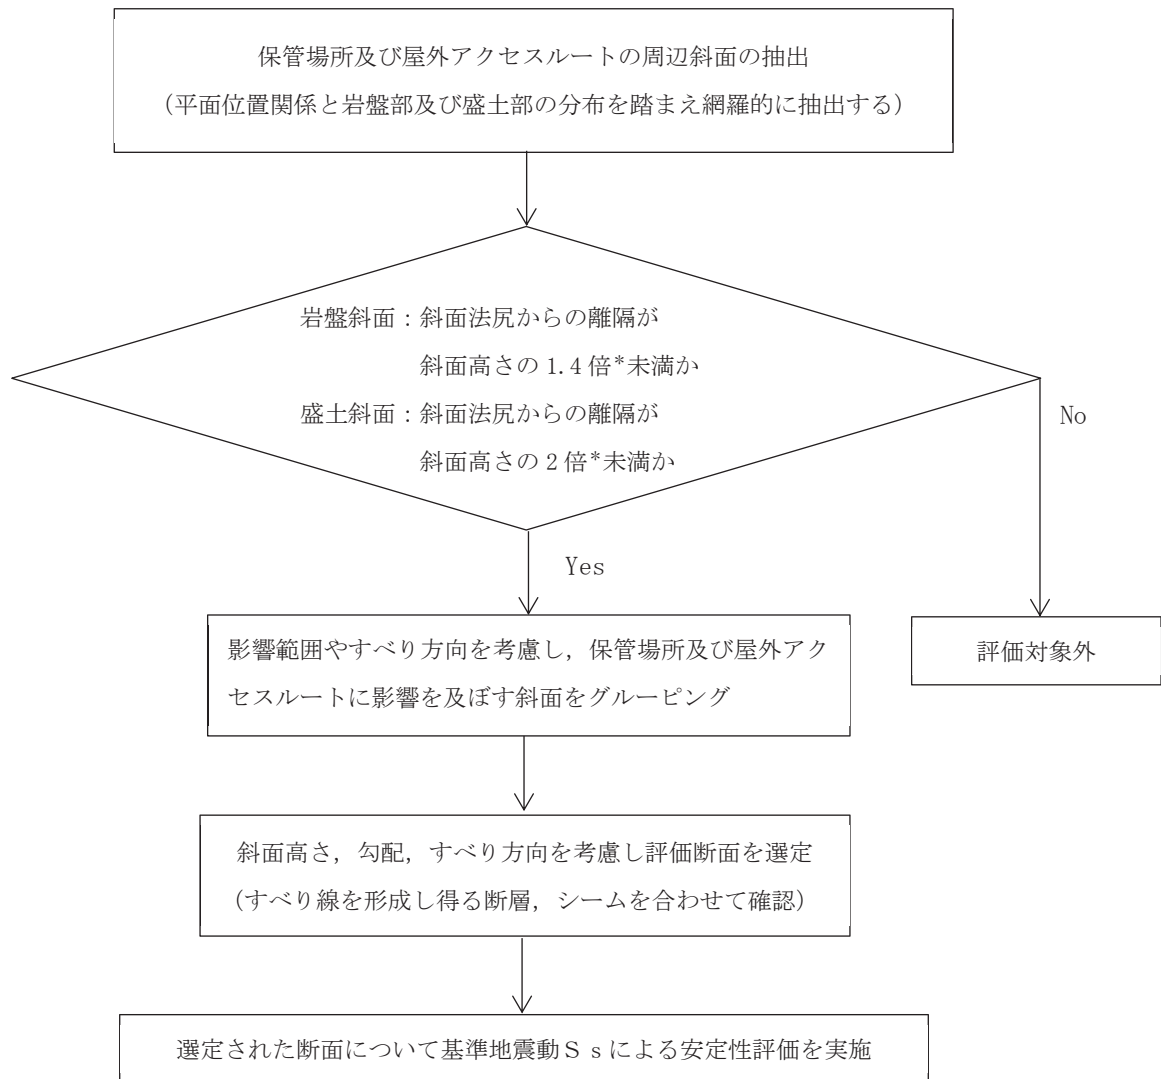 保管場所及び屋外アクセスルートの周辺斜面の抽出
（平面位置関係と岩盤部及び盛土部の分布を踏まえ網羅的に抽出する）
岩盤斜面：斜面法尻からの離隔が
斜面高さの 1.4 倍*未満か
盛土斜面：斜面法尻からの離隔が
斜面高さの 2 倍*未満か
No
Yes
影響範囲やすべり方向を考慮し，保管場所及び屋外アク
セスルートに影響を及ぼす斜面をグルーピング
評価対象外
斜面高さ，勾配，すべり方向を考慮し評価断面を選定
（すべり線を形成し得る断層，シームを合わせて確認）
選定された断面について基準地震動Ｓｓによる安定性評価を実施